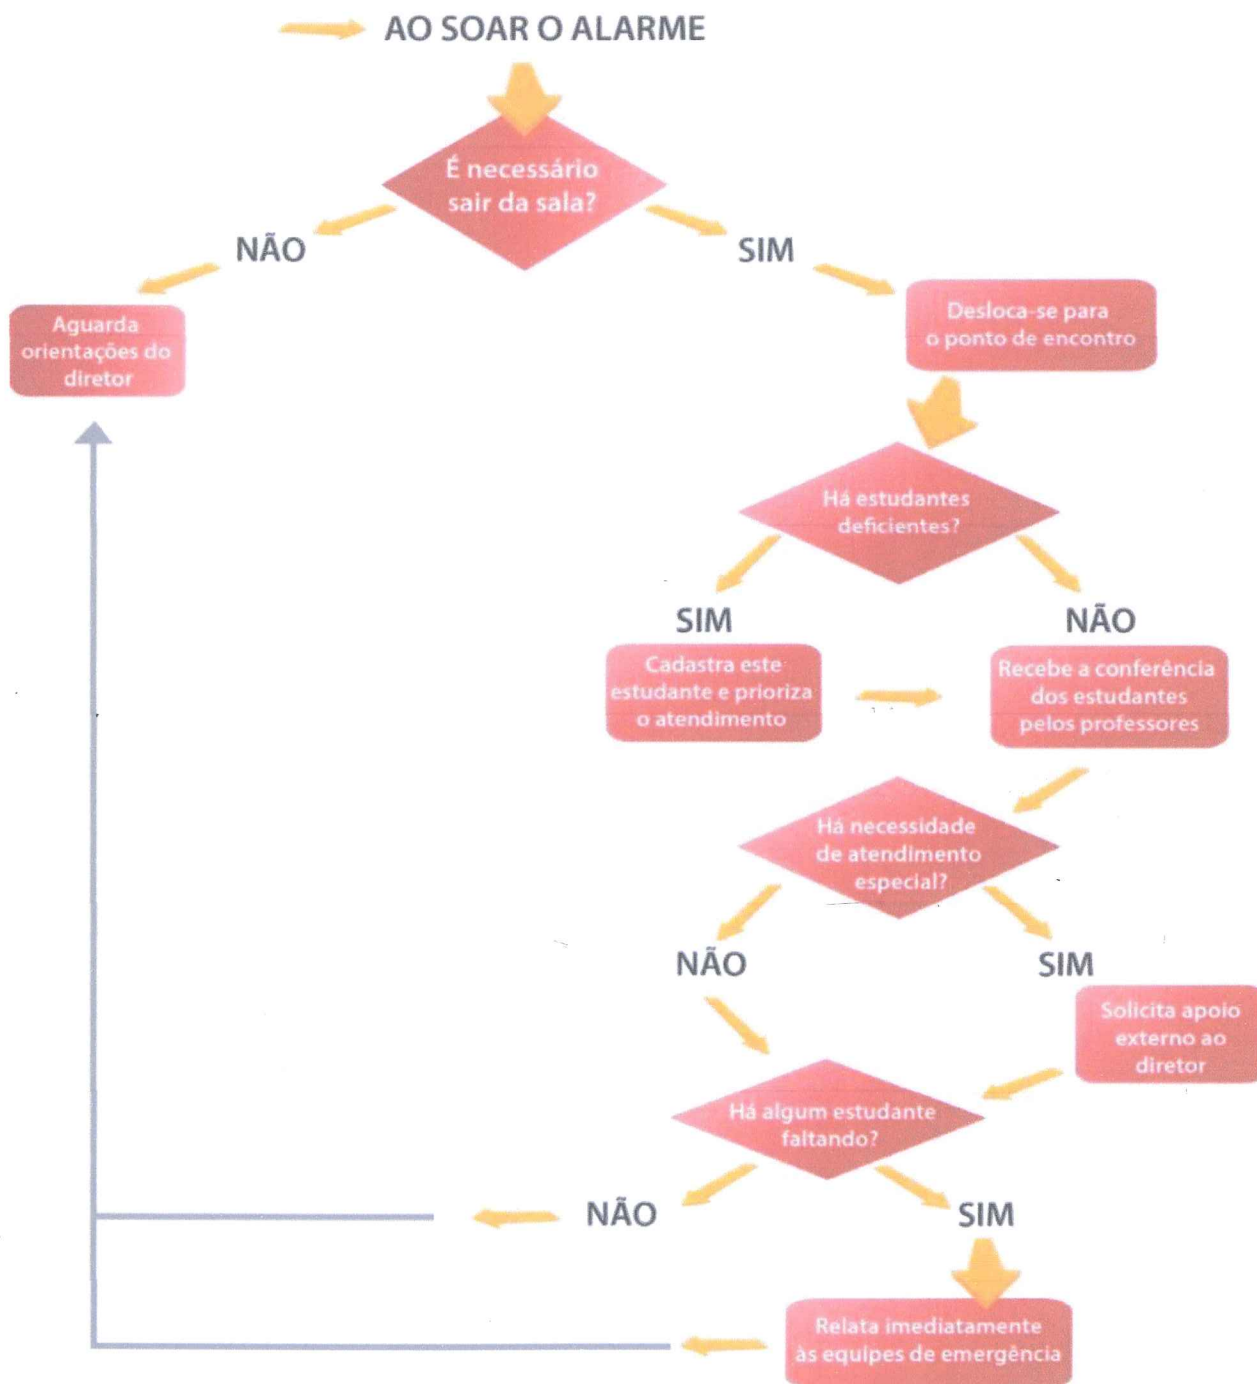 AO SOAR O ALARME
É necessário
sair da sala?
NÃO
SIM
Aguarda
orientações do
diretor
Desloca-se para
o ponto de encontro
Há estudantes
deficientes?
SIM
NÃO
Cadastra este
estudante e prioriza
o atendimento
Recebe a conferência
dos estudantes
pelos professores
Há necessidade
de atendimento
especial?
NÃO
SIM
Solicita apoio
externo ao
diretor
Há algum estudante
faltando?
NÃO
SIM
Relata imediatamente
às equipes de emergência